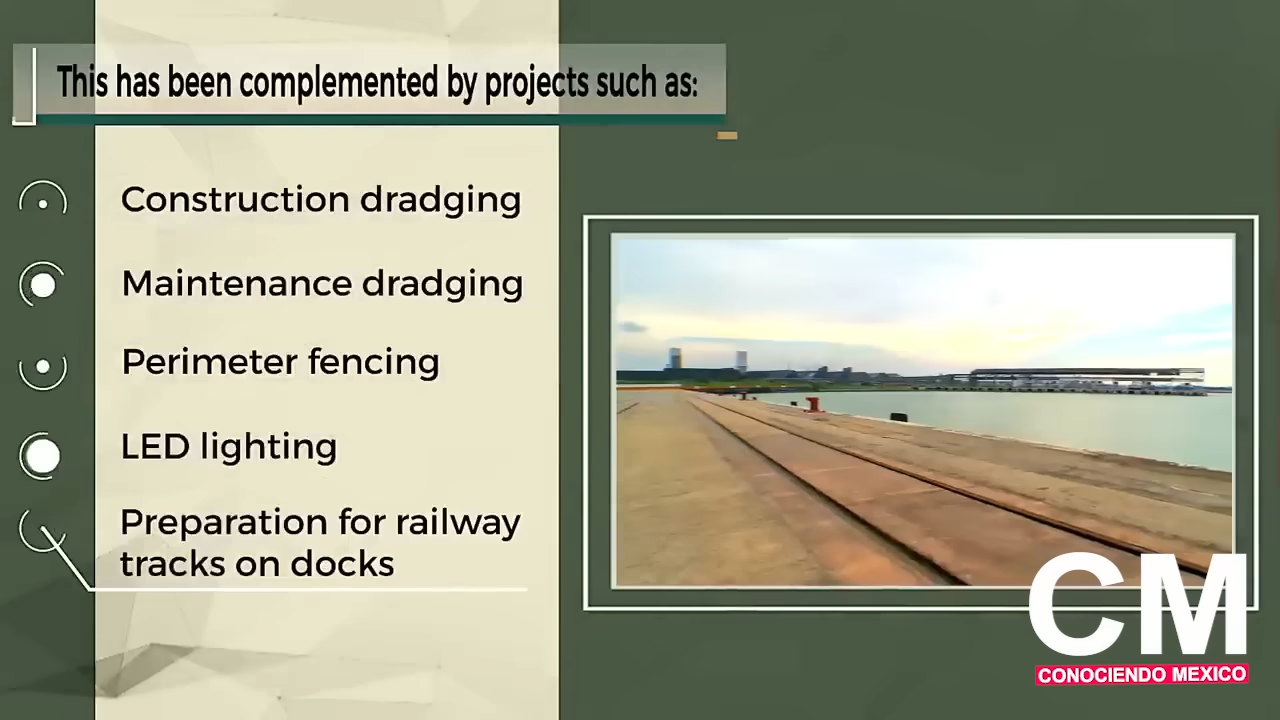 This has been complemented by projects such as:
Construction dradging
Maintenance dradging
Perimeter fencing
LED lighting
Preparation for railway
tracks on docks
CM
CONOCIENDO MEXICO